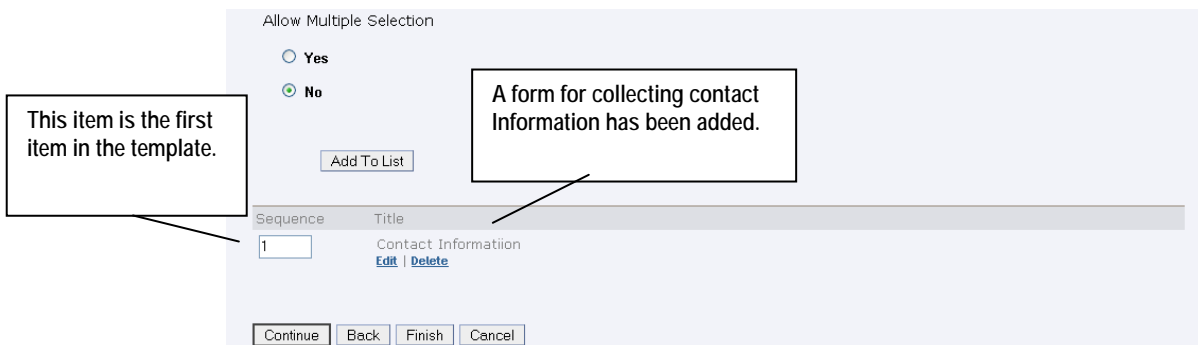 Allow Multiple Selection
Yes
No
A form for collecting contact
Information has been added.
This item is the first
item in the template.
Add To List
Sequence Title
1 Contact Informatiion
Edit | Delete
Continue Back Finish Cancel